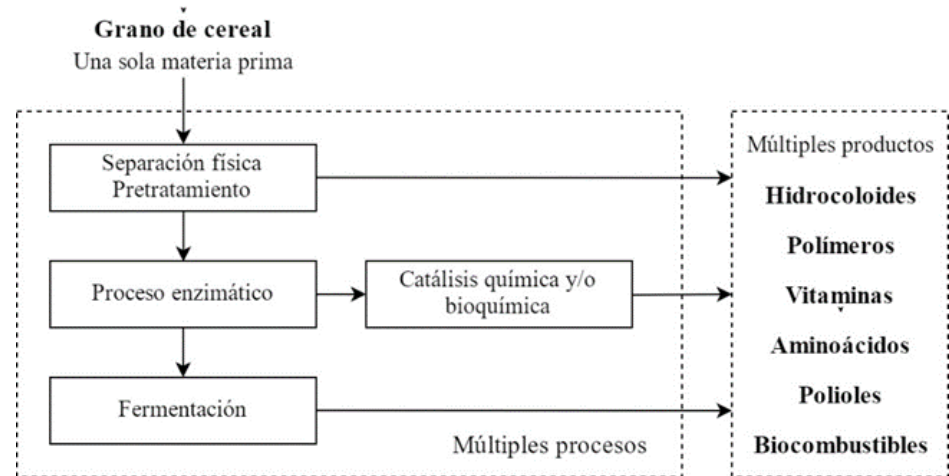 Grano de cereal
Una sola materia prima
Separación física
Pretratamiento
Proceso enzimático
Catálisis química y/o
bioquímica
Fermentación
Múltiples procesos
Múltiples productos
Hidrocoloides
Polímeros
Vitaminas
Aminoácidos
Polioles
Biocombustibles